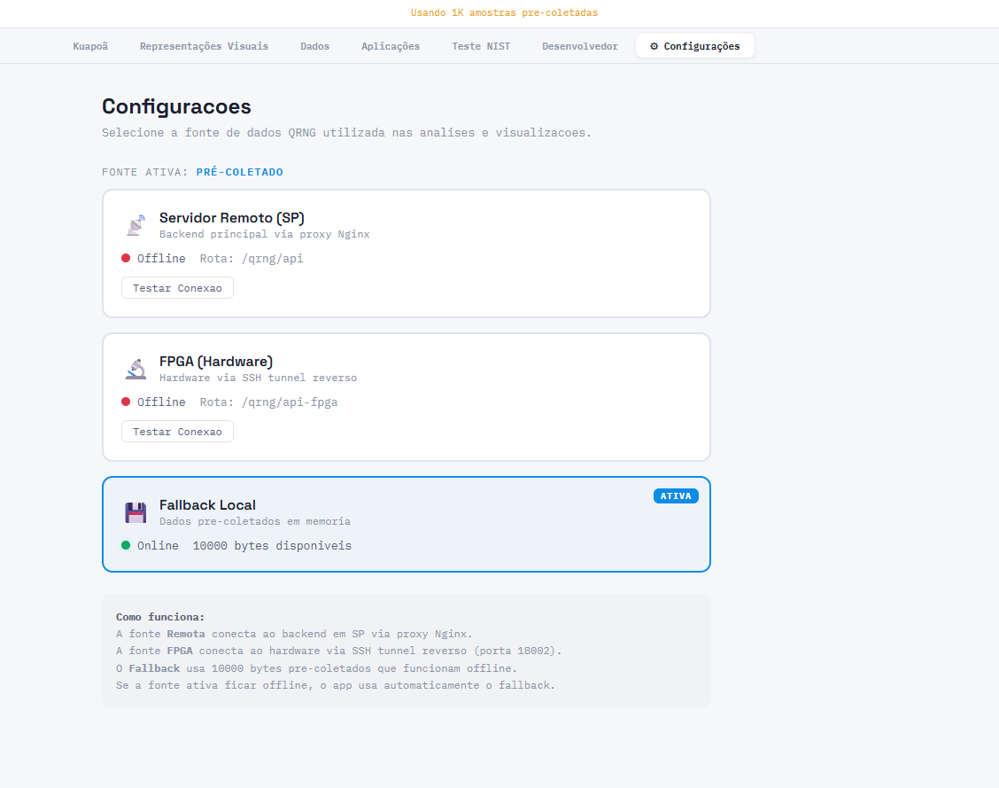 Usando 1K amostras pre-coletadas
Kuapoã Representações Visuais Dados Aplicações Teste NIST Desenvolvedor ⚙ Configurações
Configuracoes
Selecione a fonte de dados QRNG utilizada nas analises e visualizacoes.
FONTE ATIVA: PRÉ-COLETADO
Servidor Remoto (SP)
Backend principal via proxy Nginx
Offline Rota: /qrng/api
Testar Conexao
FPGA (Hardware)
Hardware via SSH tunnel reverso
Offline Rota: /qrng/api-fpga
Testar Conexao
ATIVA
Fallback Local
Dados pre-coletados em memoria
Online 10000 bytes disponiveis
Como funciona:
A fonte Remota conecta ao backend em SP via proxy Nginx.
A fonte FPGA conecta ao hardware via SSH tunnel reverso (porta 18002).
O Fallback usa 10000 bytes pre-coletados que funcionam offline.
Se a fonte ativa ficar offline, o app usa automaticamente o fallback.